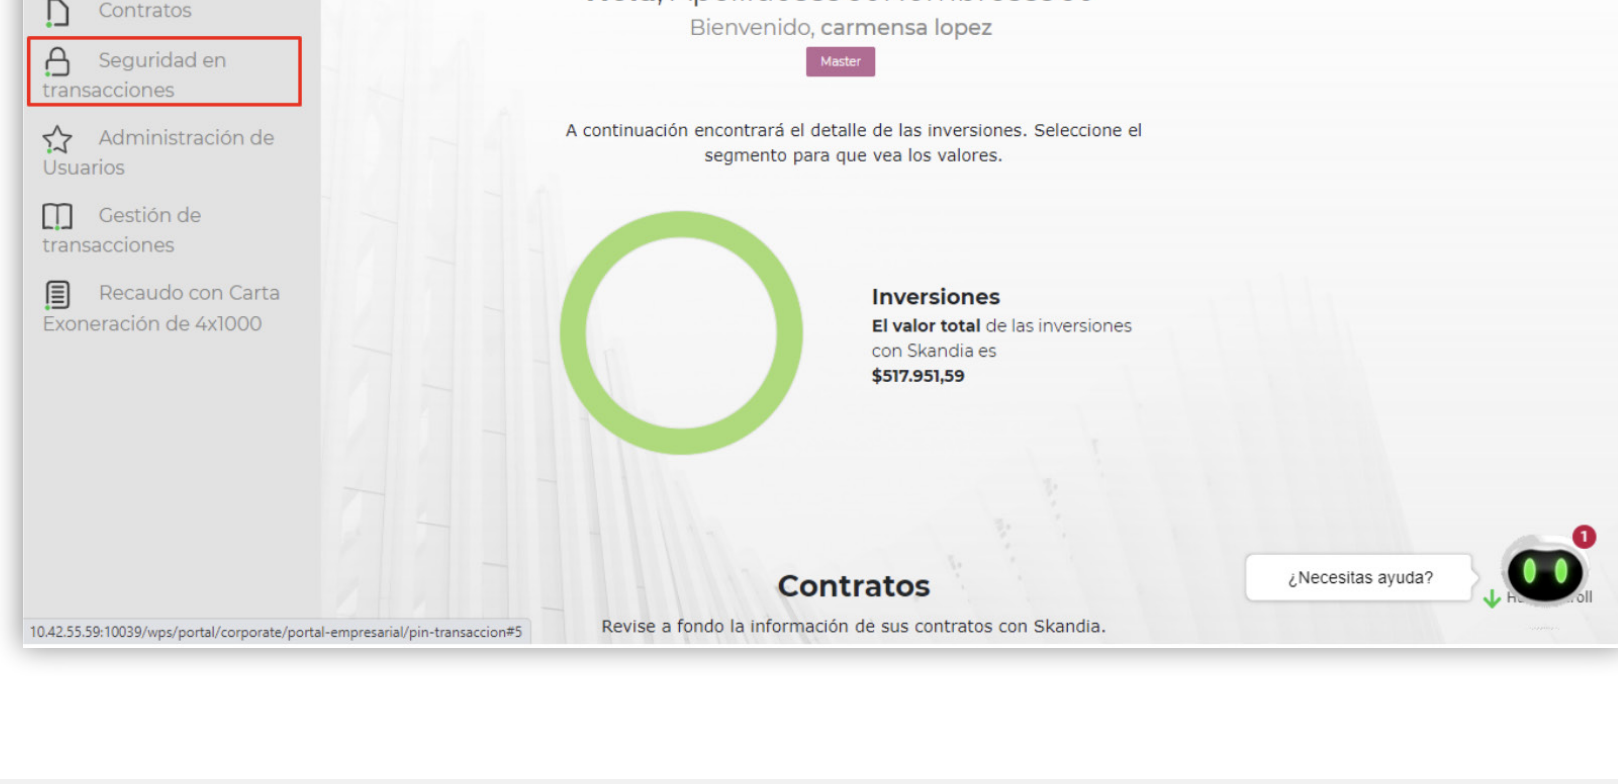 Contratos
Seguridad en
transacciones
Administración de
Usuarios
Gestión de
transacciones
Recaudo con Carta
Exoneración de 4x1000
Bienvenido, carmensa lopez
Master
A continuación encontrará el detalle de las inversiones. Seleccione el
segmento para que vea los valores.
Inversiones
El valor total de las inversiones
con Skandia es
$517.951,59
Contratos
Revise a fondo la información de sus contratos con Skandia.
1
¿Necesitas ayuda?
10.42.55.59:10039/wps/portal/corporate/portal-empresarial/pin-transaccion#5